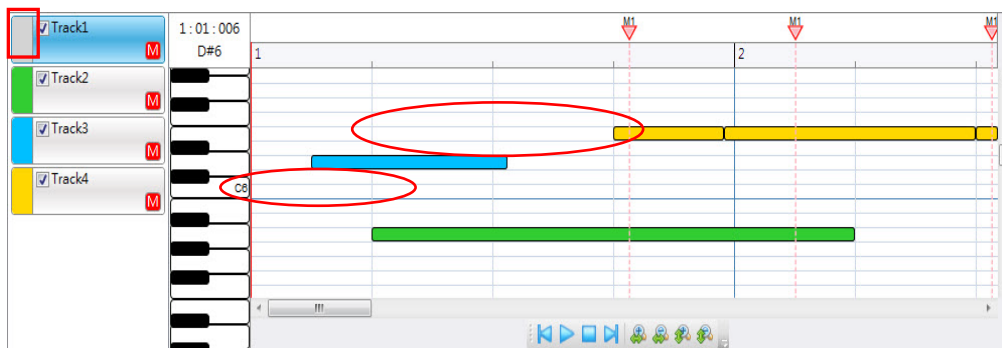 Track1
M
Track2
M
Track3
M
Track4
M
1:01:006
D#6
M1 M1 M1
1 2
C6